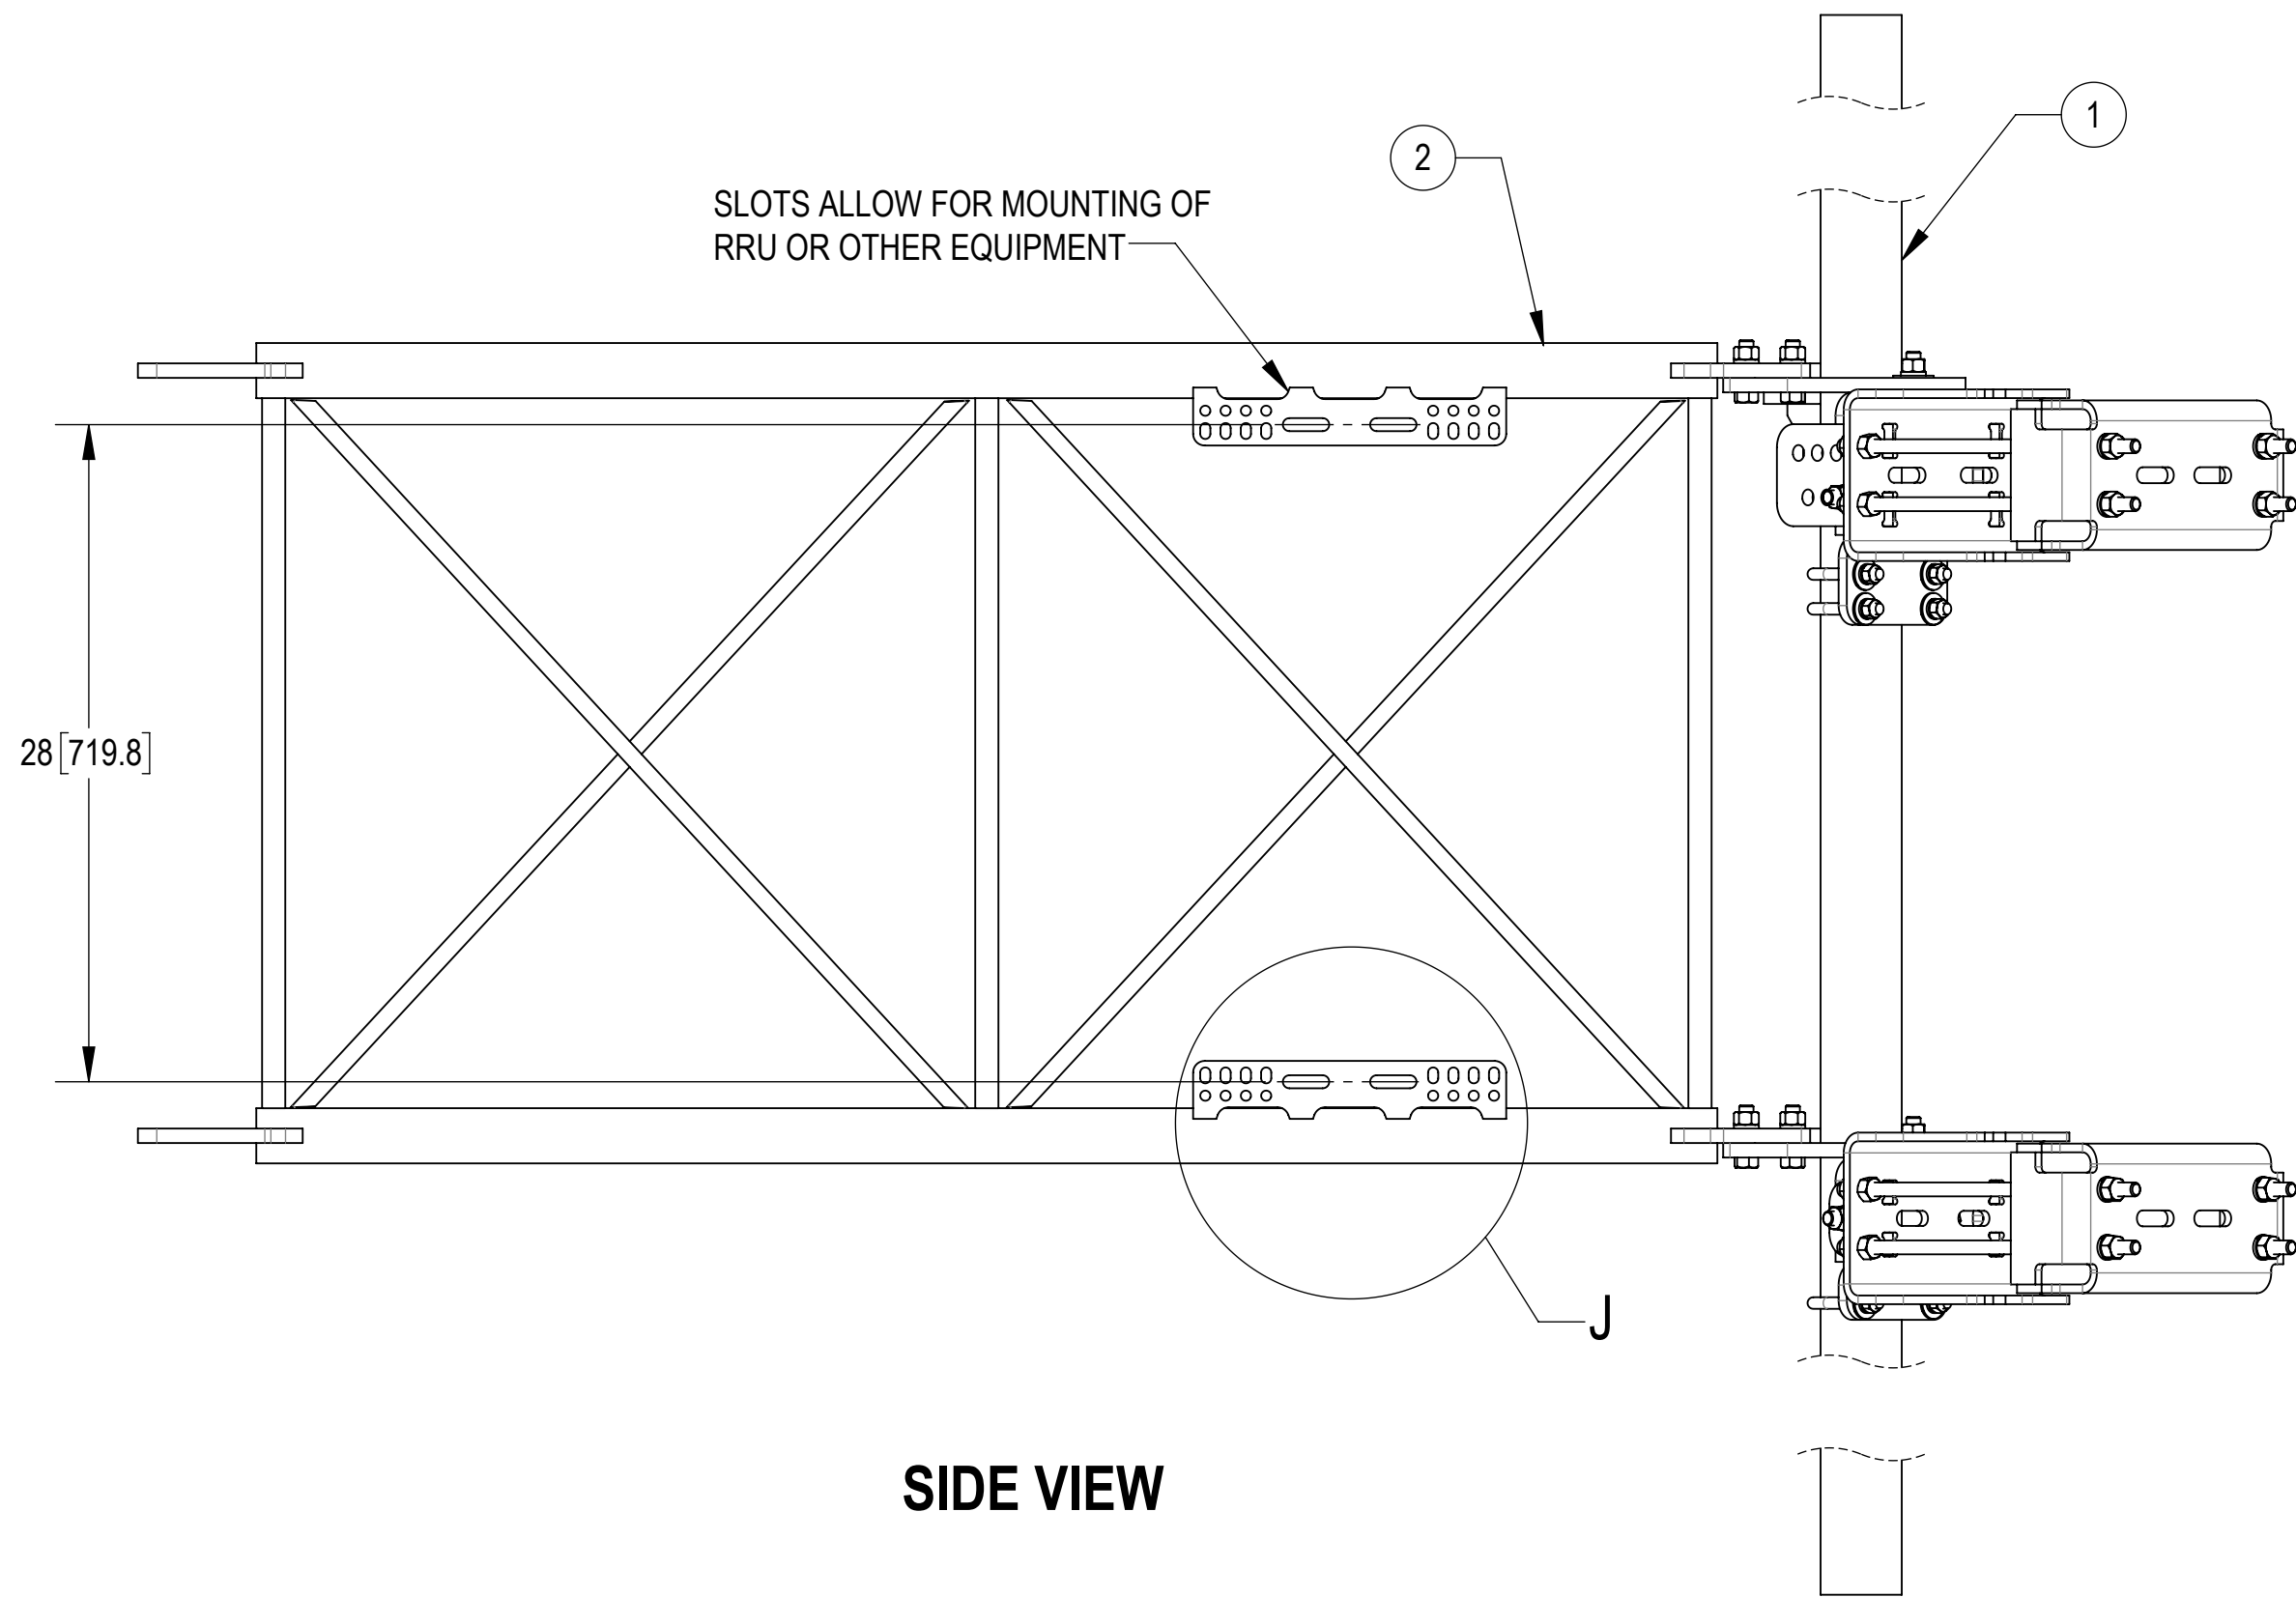 1
2
SLOTS ALLOW FOR MOUNTING OF
RRU OR OTHER EQUIPMENT
28[719.8]
J
SIDE VIEW